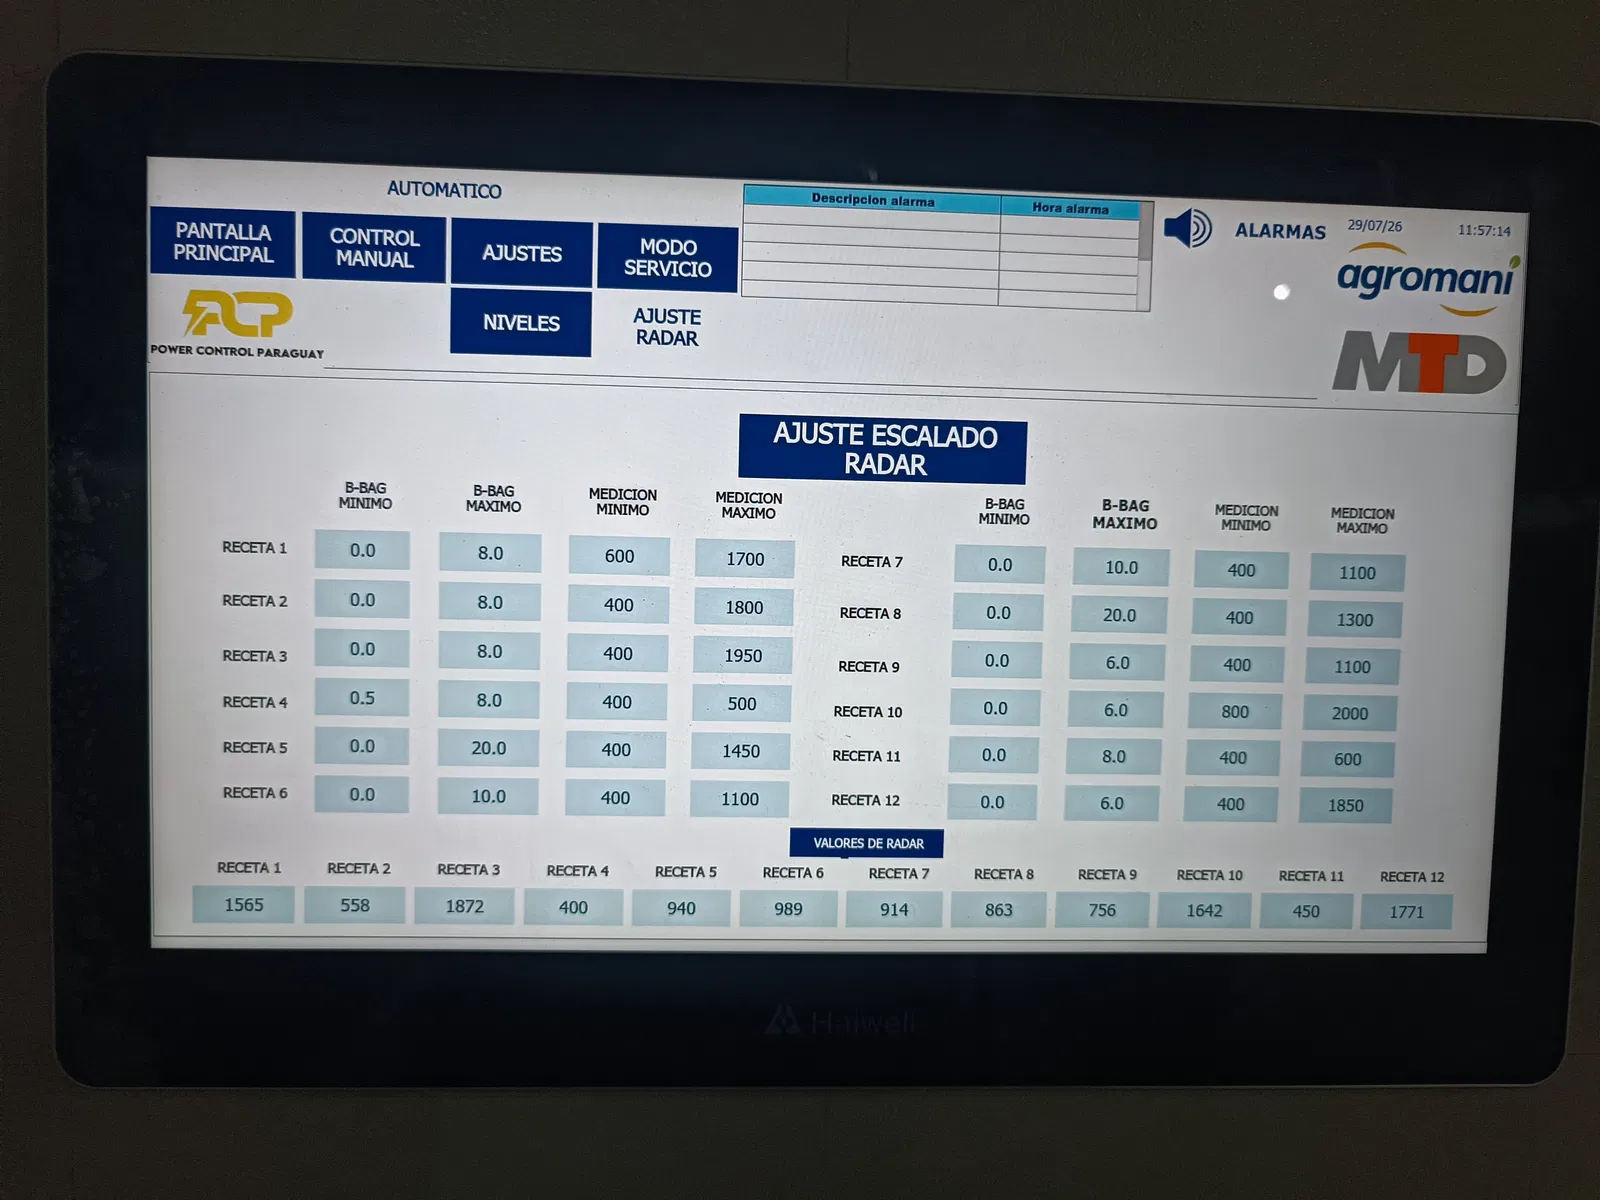 AUTOMATICO
PANTALLA
PRINCIPAL
CONTROL
MANUAL
AJUSTES
MODO
SERVICIO
Descripcion alarma Hora alarma
ALARMAS
29/07/26 11:57:14
agromani
PCP
POWER CONTROL PARAGUAY
NIVELES
AJUSTE
RADAR
MTD
AJUSTE ESCALADO
RADAR
B-BAG
MINIMO
B-BAG
MAXIMO
MEDICION
MINIMO
MEDICION
MAXIMO
RECETA 1 0.0 8.0 600 1700
RECETA 2 0.0 8.0 400 1800
RECETA 3 0.0 8.0 400 1950
RECETA 4 0.5 8.0 400 500
RECETA 5 0.0 20.0 400 1450
RECETA 6 0.0 10.0 400 1100
B-BAG
MINIMO
B-BAG
MAXIMO
MEDICION
MINIMO
MEDICION
MAXIMO
RECETA 7 0.0 10.0 400 1100
RECETA 8 0.0 20.0 400 1300
RECETA 9 0.0 6.0 400 1100
RECETA 10 0.0 6.0 800 2000
RECETA 11 0.0 8.0 400 600
RECETA 12 0.0 6.0 400 1850
VALORES DE RADAR
RECETA 1 RECETA 2 RECETA 3 RECETA 4 RECETA 5 RECETA 6 RECETA 7 RECETA 8 RECETA 9 RECETA 10 RECETA 11 RECETA 12
1565 558 1872 400 940 989 914 863 756 1642 450 1771
Haiwell